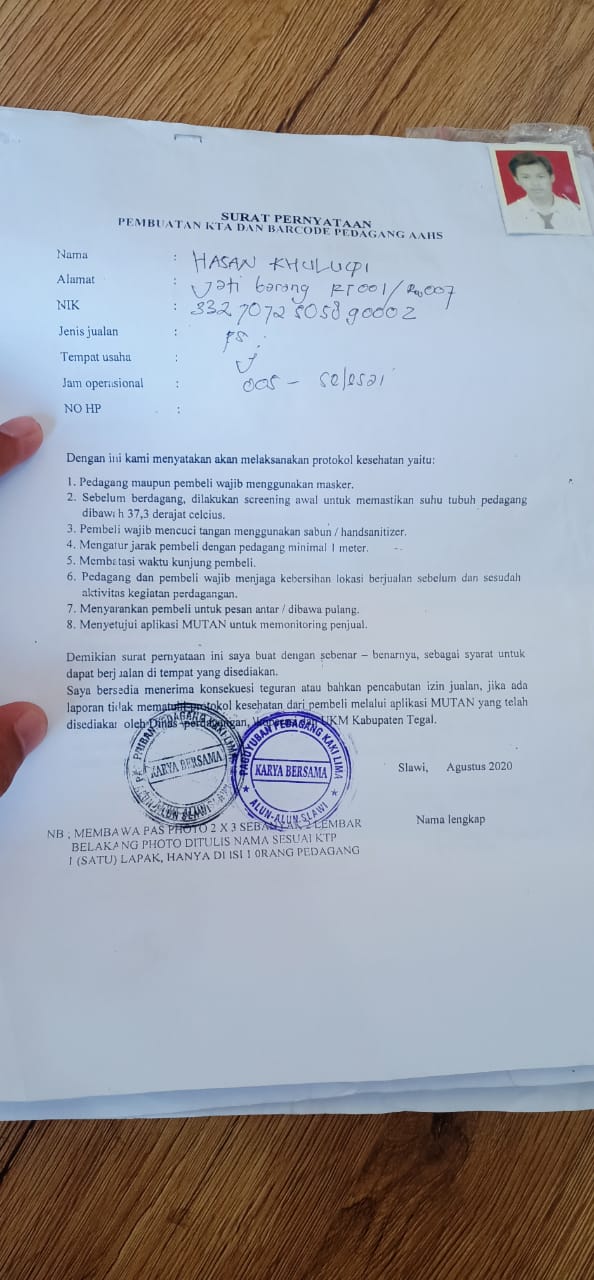 SURAT PERNYATAAN
PEMBUATAN KTA DAN BARCODE PEDAGANG AAHS
Nama : HASAN KHULUQI
Alamat : Jati barang RT001/RW007
NIK :
Jenis jualan :
Tempat usaha :
Jam operasional : - selesai
NO HP :
Dengan ini kami menyatakan akan melaksanakan protokol kesehatan yaitu:
1. Pedagang maupun pembeli wajib menggunakan masker.
2. Sebelum berdagang, dilakukan screening awal untuk memastikan suhu tubuh pedagang
dibawah 37,3 derajat celcius.
3. Pembeli wajib mencuci tangan menggunakan sabun / handsanitizer.
4. Mengatur jarak pembeli dengan pedagang minimal 1 meter.
5. Membatasi waktu kunjung pembeli.
6. Pedagang dan pembeli wajib menjaga kebersihan lokasi berjualan sebelum dan sesudah
aktivitas kegiatan perdagangan.
7. Menyarankan pembeli untuk pesan antar / dibawa pulang.
8. Menyetujui aplikasi MUTAN untuk memonitoring penjual.
Demikian surat pernyataan ini saya buat dengan sebenar – benarnya, sebagai syarat untuk
dapat berjalan di tempat yang disediakan.
Saya bersedia menerima konsekuesi teguran atau bahkan pencabutan izin jualan, jika ada
laporan tidak mematuhi protokol kesehatan dari pembeli melalui aplikasi MUTAN yang telah
disediakan oleh Dinas perdagangan, UKM Kabupaten Tegal.
PEDAGANG KAKI LIMA
KARYA BERSAMA
ALUN-ALUN SLAWI
PAGUYUBAN PEDAGANG KAKI LIMA
KARYA BERSAMA
ALUN-ALUN SLAWI
Slawi, Agustus 2020
Nama lengkap
NB ; MEMBAWA PAS PHOTO 2 X 3 SEBANYAK 2 LEMBAR
BELAKANG PHOTO DITULIS NAMA SESUAI KTP
1 (SATU) LAPAK, HANYA DI ISI 1 0RANG PEDAGANG